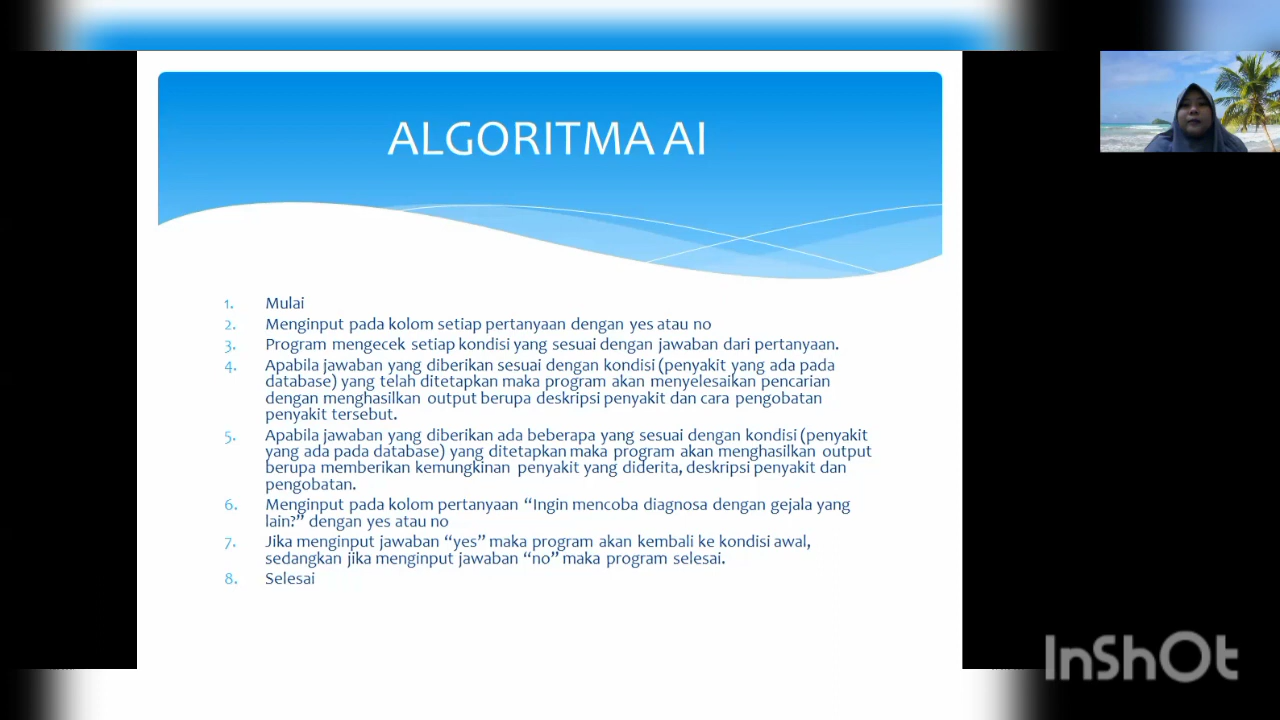 ALGORITMA AI
1. Mulai
2. Menginput pada kolom setiap pertanyaan dengan yes atau no
3. Program mengecek setiap kondisi yang sesuai dengan jawaban dari pertanyaan.
4. Apabila jawaban yang diberikan sesuai dengan kondisi (penyakit yang ada pada
database) yang telah ditetapkan maka program akan menyelesaikan pencarian
dengan menghasilkan output berupa deskripsi penyakit dan cara pengobatan
penyakit tersebut.
5. Apabila jawaban yang diberikan ada beberapa yang sesuai dengan kondisi (penyakit
yang ada pada database) yang ditetapkan maka program akan menghasilkan output
berupa memberikan kemungkinan penyakit yang diderita, deskripsi penyakit dan
pengobatan.
6. Menginput pada kolom pertanyaan “Ingin mencoba diagnosa dengan gejala yang
lain?” dengan yes atau no
7. Jika menginput jawaban “yes” maka program akan kembali ke kondisi awal,
sedangkan jika menginput jawaban “no” maka program selesai.
8. Selesai
InShOt